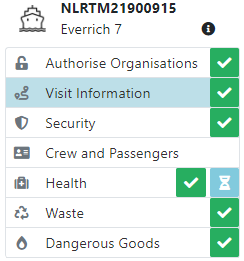 NLRTM21900915
Everrich 7
Authorise Organisations
Visit Information
Security
Crew and Passengers
Health
Waste
Dangerous Goods